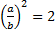 (a/b)² = 2